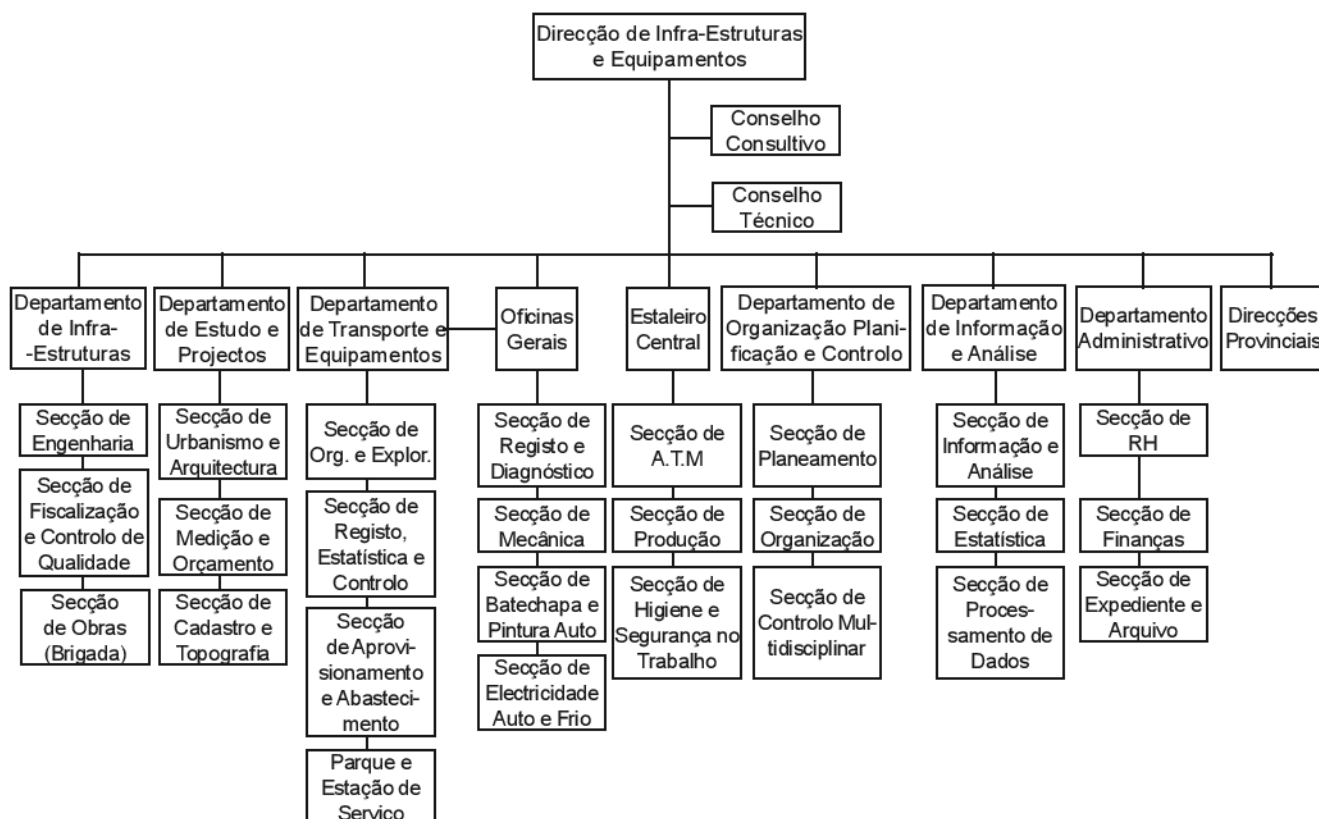 Direcção de Infra-Estruturas
e Equipamentos
Conselho
Consultivo
Conselho
Técnico
Departamento
de Infra-
-Estruturas
Departamento
de Estudo e
Projectos
Departamento
de Transporte e
Equipamentos
Oficinas
Gerais
Estaleiro
Central
Departamento de
Organização Plani-
ficação e Controlo
Departamento
de Informação
e Análise
Departamento
Administrativo
Direcções
Provinciais
Secção de
Engenharia
Secção de
Fiscalização
e Controlo de
Qualidade
Secção
de Obras
(Brigada)
Secção de
Urbanismo e
Arquitectura
Secção de
Medição e
Orçamento
Secção de
Cadastro e
Topografia
Secção de
Org. e Explor.
Secção de
Registo,
Estatística e
Controlo
Secção
de Aprovi-
sionamento
e Abasteci-
mento
Parque e
Estação de
Serviço
Secção de
Registo e
Diagnóstico
Secção de
Mecânica
Secção de
Batechapa e
Pintura Auto
Secção de
Electricidade
Auto e Frio
Secção de
A.T.M
Secção de
Produção
Secção de
Higiene e
Segurança no
Trabalho
Secção de
Planeamento
Secção de
Organização
Secção de
Controlo Mul-
tidisciplinar
Secção de
Informação e
Análise
Secção de
Estatística
Secção de
Proces-
samento de
Dados
Secção de
RH
Secção de
Finanças
Secção de
Expediente e
Arquivo